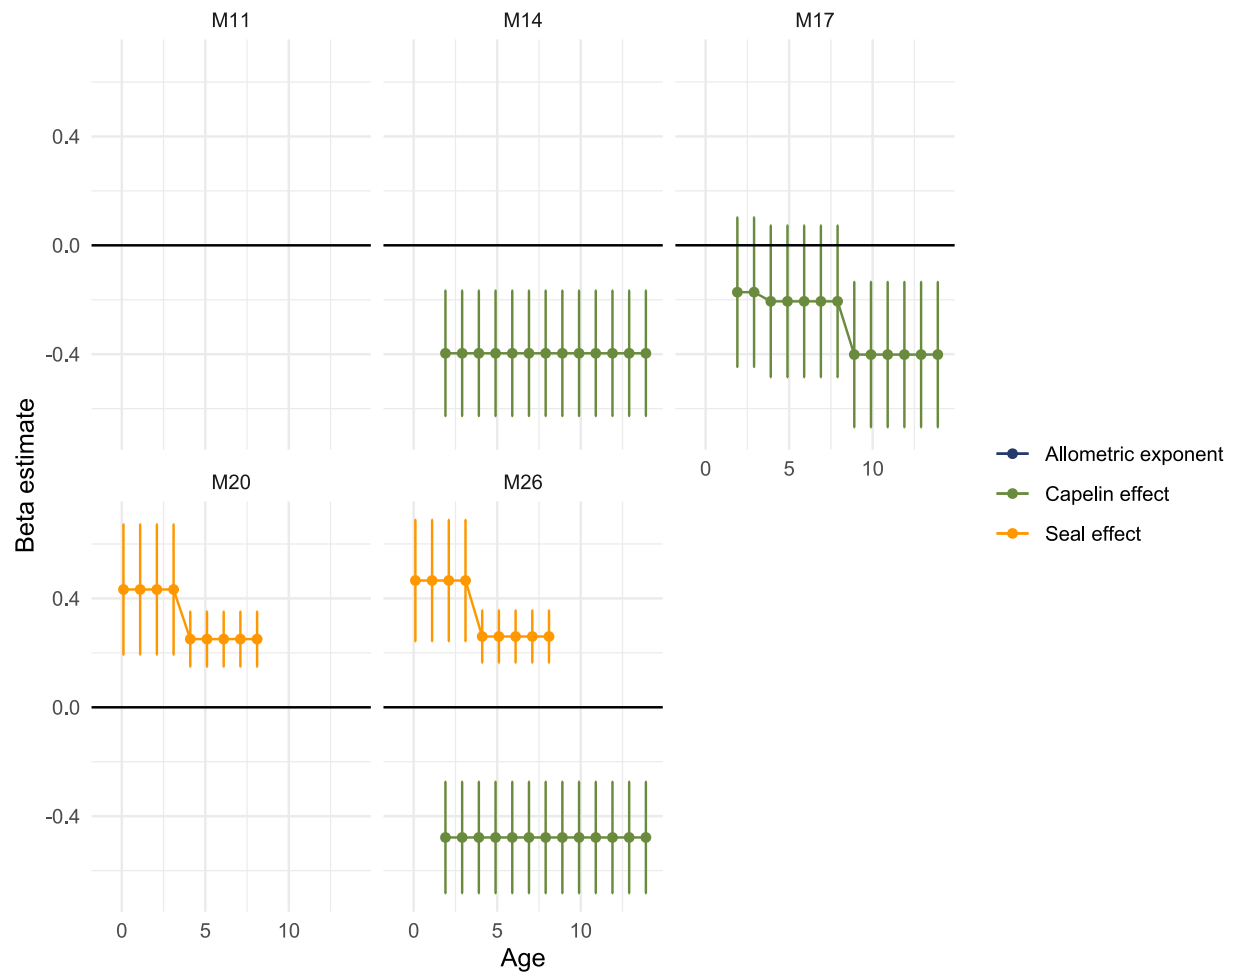 M11 M14 M17
0.4
0.0
-0.4
0 5 10
M20 M26
0.4
0.0
-0.4
0 5 10 0 5 10
Age
Beta estimate
Allometric exponent
Capelin effect
Seal effect